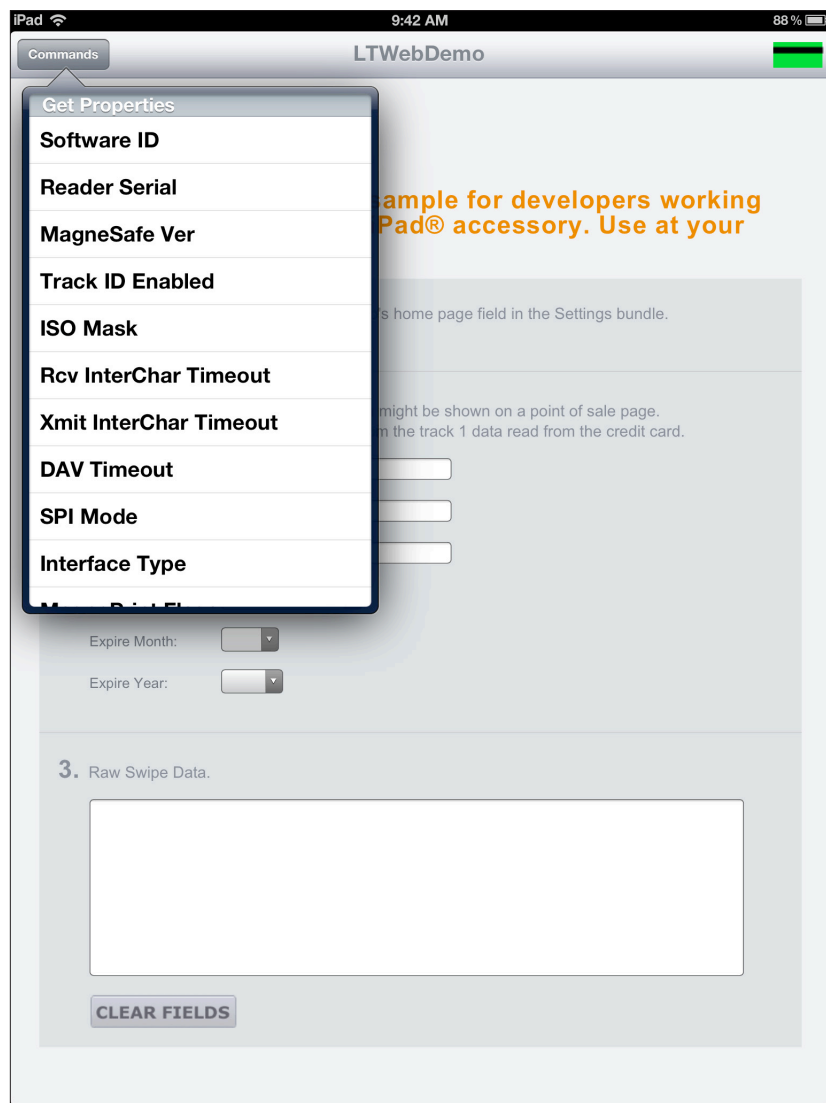 iPad 9:42 AM 88%
Commands LTWebDemo
Get Properties
Software ID
Reader Serial
MagneSafe Ver
Track ID Enabled
ISO Mask
Rcv InterChar Timeout
Xmit InterChar Timeout
DAV Timeout
SPI Mode
Interface Type
sample for developers working
Pad® accessory. Use at your
's home page field in the Settings bundle.
might be shown on a point of sale page.
the track 1 data read from the credit card.
Expire Month:
Expire Year:
3. Raw Swipe Data.
CLEAR FIELDS